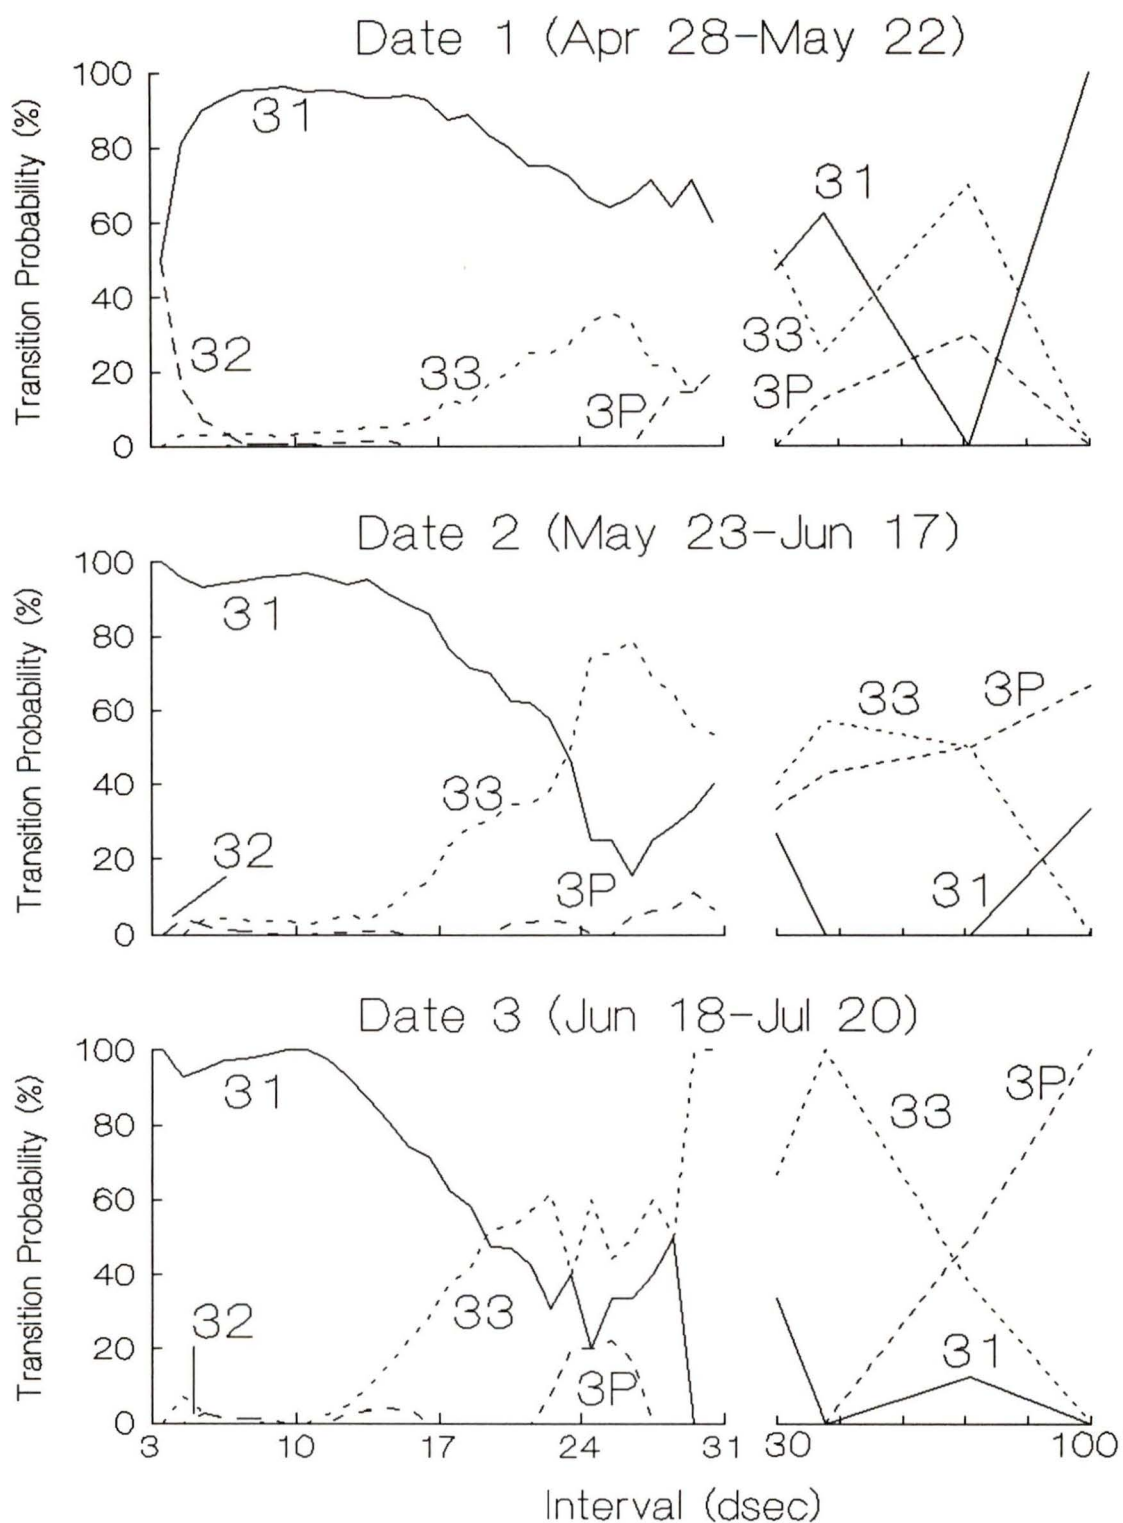 Date 1 (Apr 28-May 22)
Transition Probability (%)
100
80
60
40
20
0
31
32
33
3P
31
33
3P
Date 2 (May 23-Jun 17)
Transition Probability (%)
100
80
60
40
20
0
31
32
33
3P
33
3P
31
Date 3 (Jun 18-Jul 20)
Transition Probability (%)
100
80
60
40
20
0
31
32
33
3P
3P
33
31
3 10 17 24 31 30 100
Interval (dsec)